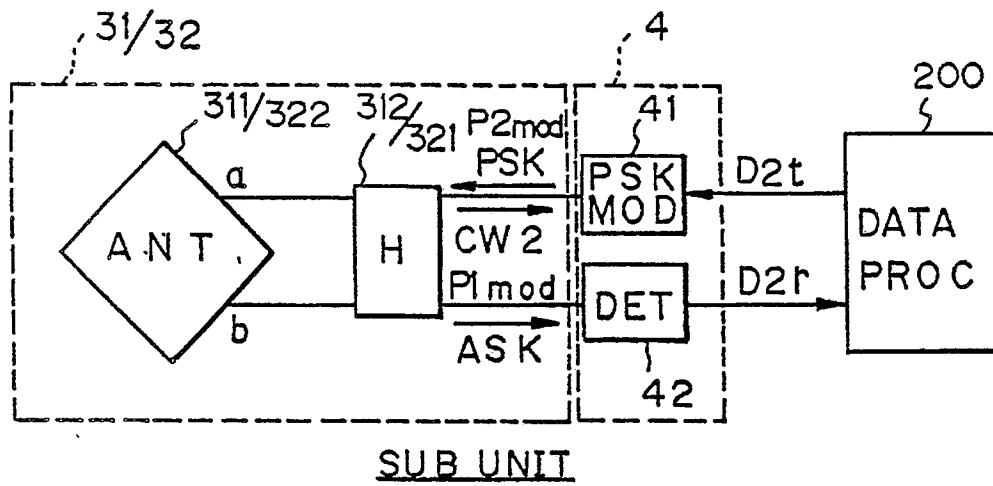 31/32
4
200
311/322
312/321
P2mod
PSK
41
a
PSK
MOD
D2t
ANT.
H
CW2
DATA
PROC
P1mod
DET
D2r
b
ASK
42
SUB UNIT